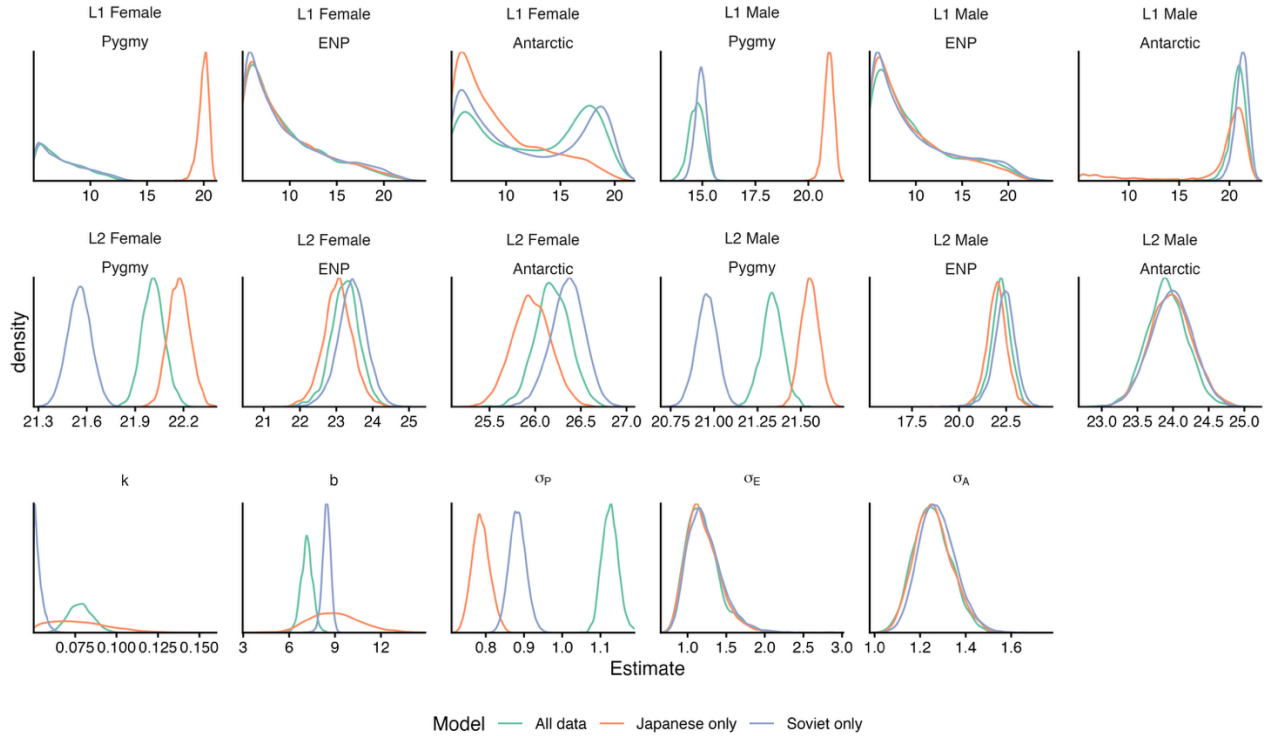 L1 Female L1 Female L1 Female L1 Male L1 Male L1 Male
Pygmy ENP Antarctic Pygmy ENP Antarctic
10 15 20 10 15 20 10 15 20 15.0 17.5 20.0 10 15 20 10 15 20
L2 Female L2 Female L2 Female L2 Male L2 Male L2 Male
Pygmy ENP Antarctic Pygmy ENP Antarctic
density
21.3 21.6 21.9 22.2 21 22 23 24 25 25.5 26.0 26.5 27.0 20.75 21.00 21.25 21.50 17.5 20.0 22.5 23.0 23.5 24.0 24.5 25.0
k b σP σE σA
0.075 0.100 0.125 0.150 3 6 9 12 0.8 0.9 1.0 1.1 1.0 1.5 2.0 2.5 3.0 1.0 1.2 1.4 1.6
Estimate
Model All data Japanese only Soviet only